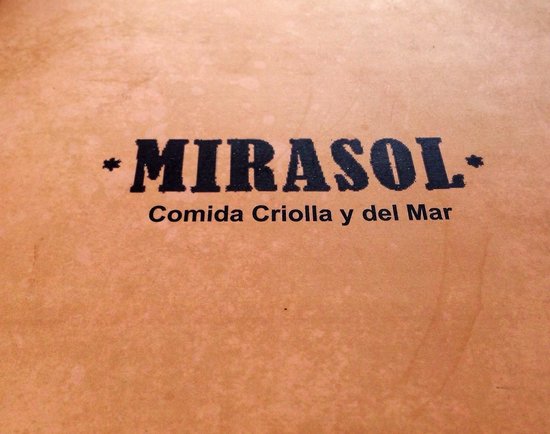 *MIRASOL*
Comida Criolla y del Mar